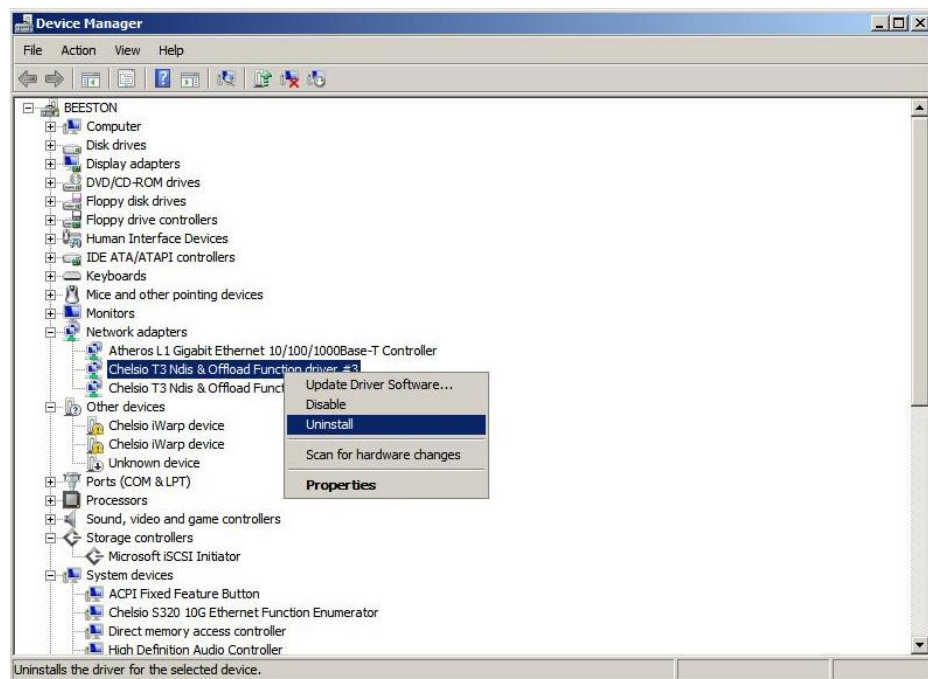 Device Manager
File Action View Help
BEESTON
Computer
Disk drives
Display adapters
DVD/CD-ROM drives
Floppy disk drives
Floppy drive controllers
Human Interface Devices
IDE ATA/ATAPI controllers
Keyboards
Mice and other pointing devices
Monitors
Network adapters
Atheros L1 Gigabit Ethernet 10/100/1000Base-T Controller
Chelsio T3 Ndis & Offload Function driver #3
Chelsio T3 Ndis & Offload Funct
Update Driver Software...
Disable
Uninstall
Scan for hardware changes
Properties
Other devices
Chelsio iWarp device
Chelsio iWarp device
Unknown device
Ports (COM & LPT)
Processors
Sound, video and game controllers
Storage controllers
Microsoft iSCSI Initiator
System devices
ACPI Fixed Feature Button
Chelsio S320 10G Ethernet Function Enumerator
Direct memory access controller
High Definition Audio Controller
Uninstalls the driver for the selected device.